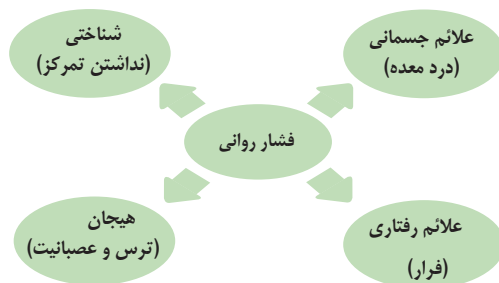 علائم جسمانی
(درد معده)
شناختی
(نداشتن تمرکز)
فشار روانی
علائم رفتاری
(فرار)
هیجان
(ترس و عصبانیت)